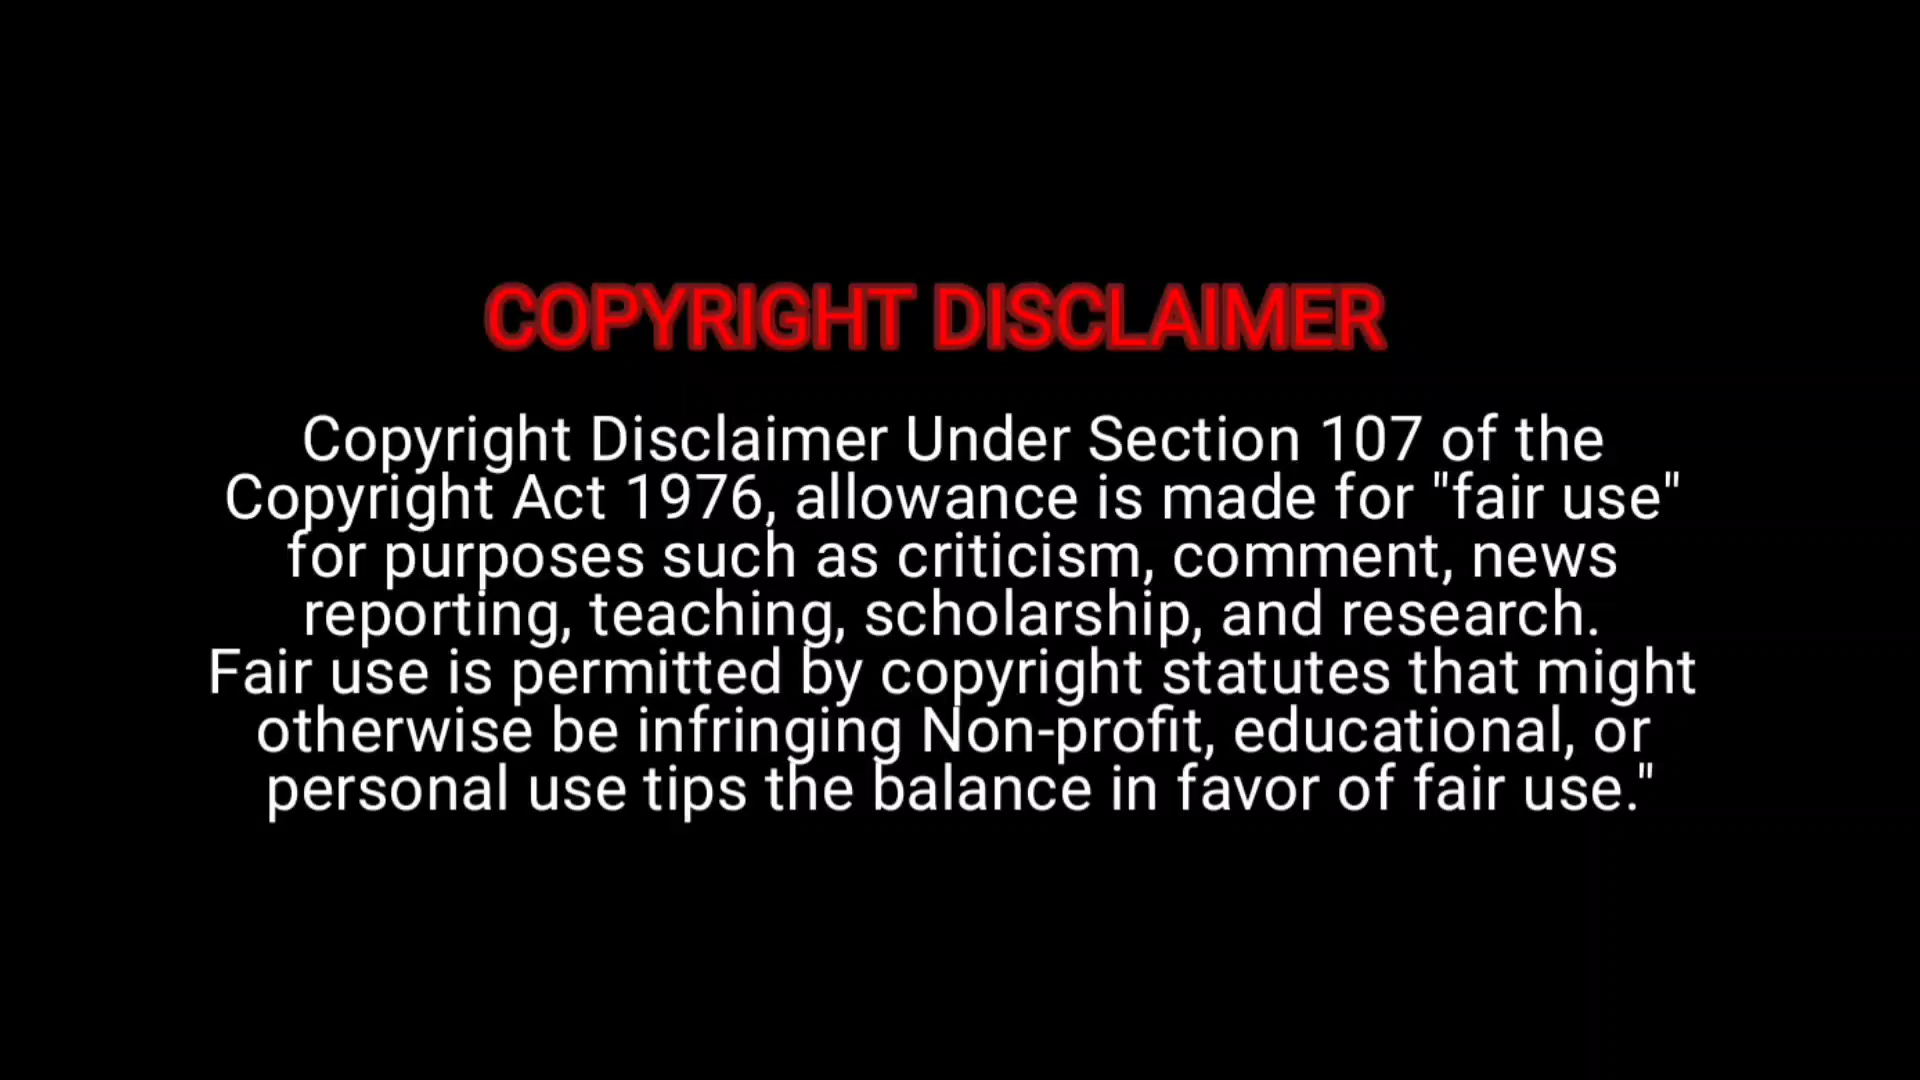 COPYRIGHT DISCLAIMER
Copyright Disclaimer Under Section 107 of the
Copyright Act 1976, allowance is made for "fair use"
for purposes such as criticism, comment, news
reporting, teaching, scholarship, and research.
Fair use is permitted by copyright statutes that might
otherwise be infringing Non-profit, educational, or
personal use tips the balance in favor of fair use."